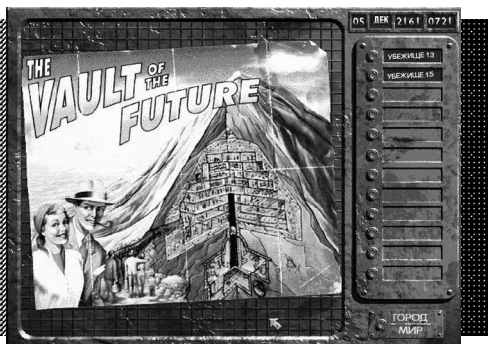 05 ДЕК 2161 0721
УБЕЖИЩЕ 13
УБЕЖИЩЕ 15
THE
VAULT OF
THE
FUTURE
ГОРОД
МИР